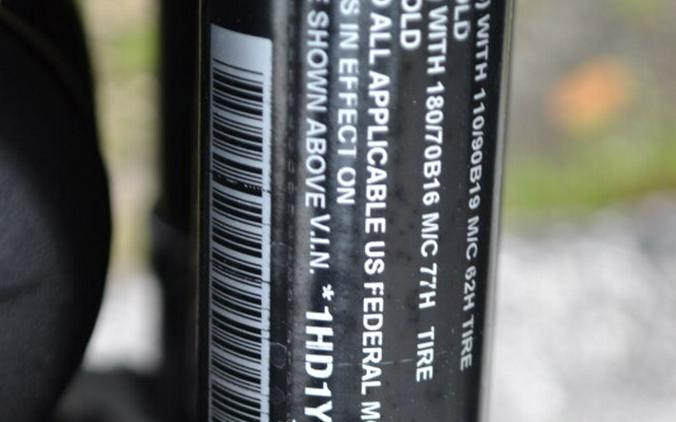 ) WITH 110/90B19 M/C 62H TIRE
OLD
WITH 180/70B16 M/C 77H TIRE
OLD
ALL APPLICABLE US FEDERAL M
S IN EFFECT ON
SHOWN ABOVE V.I.N.
*1HD1Y